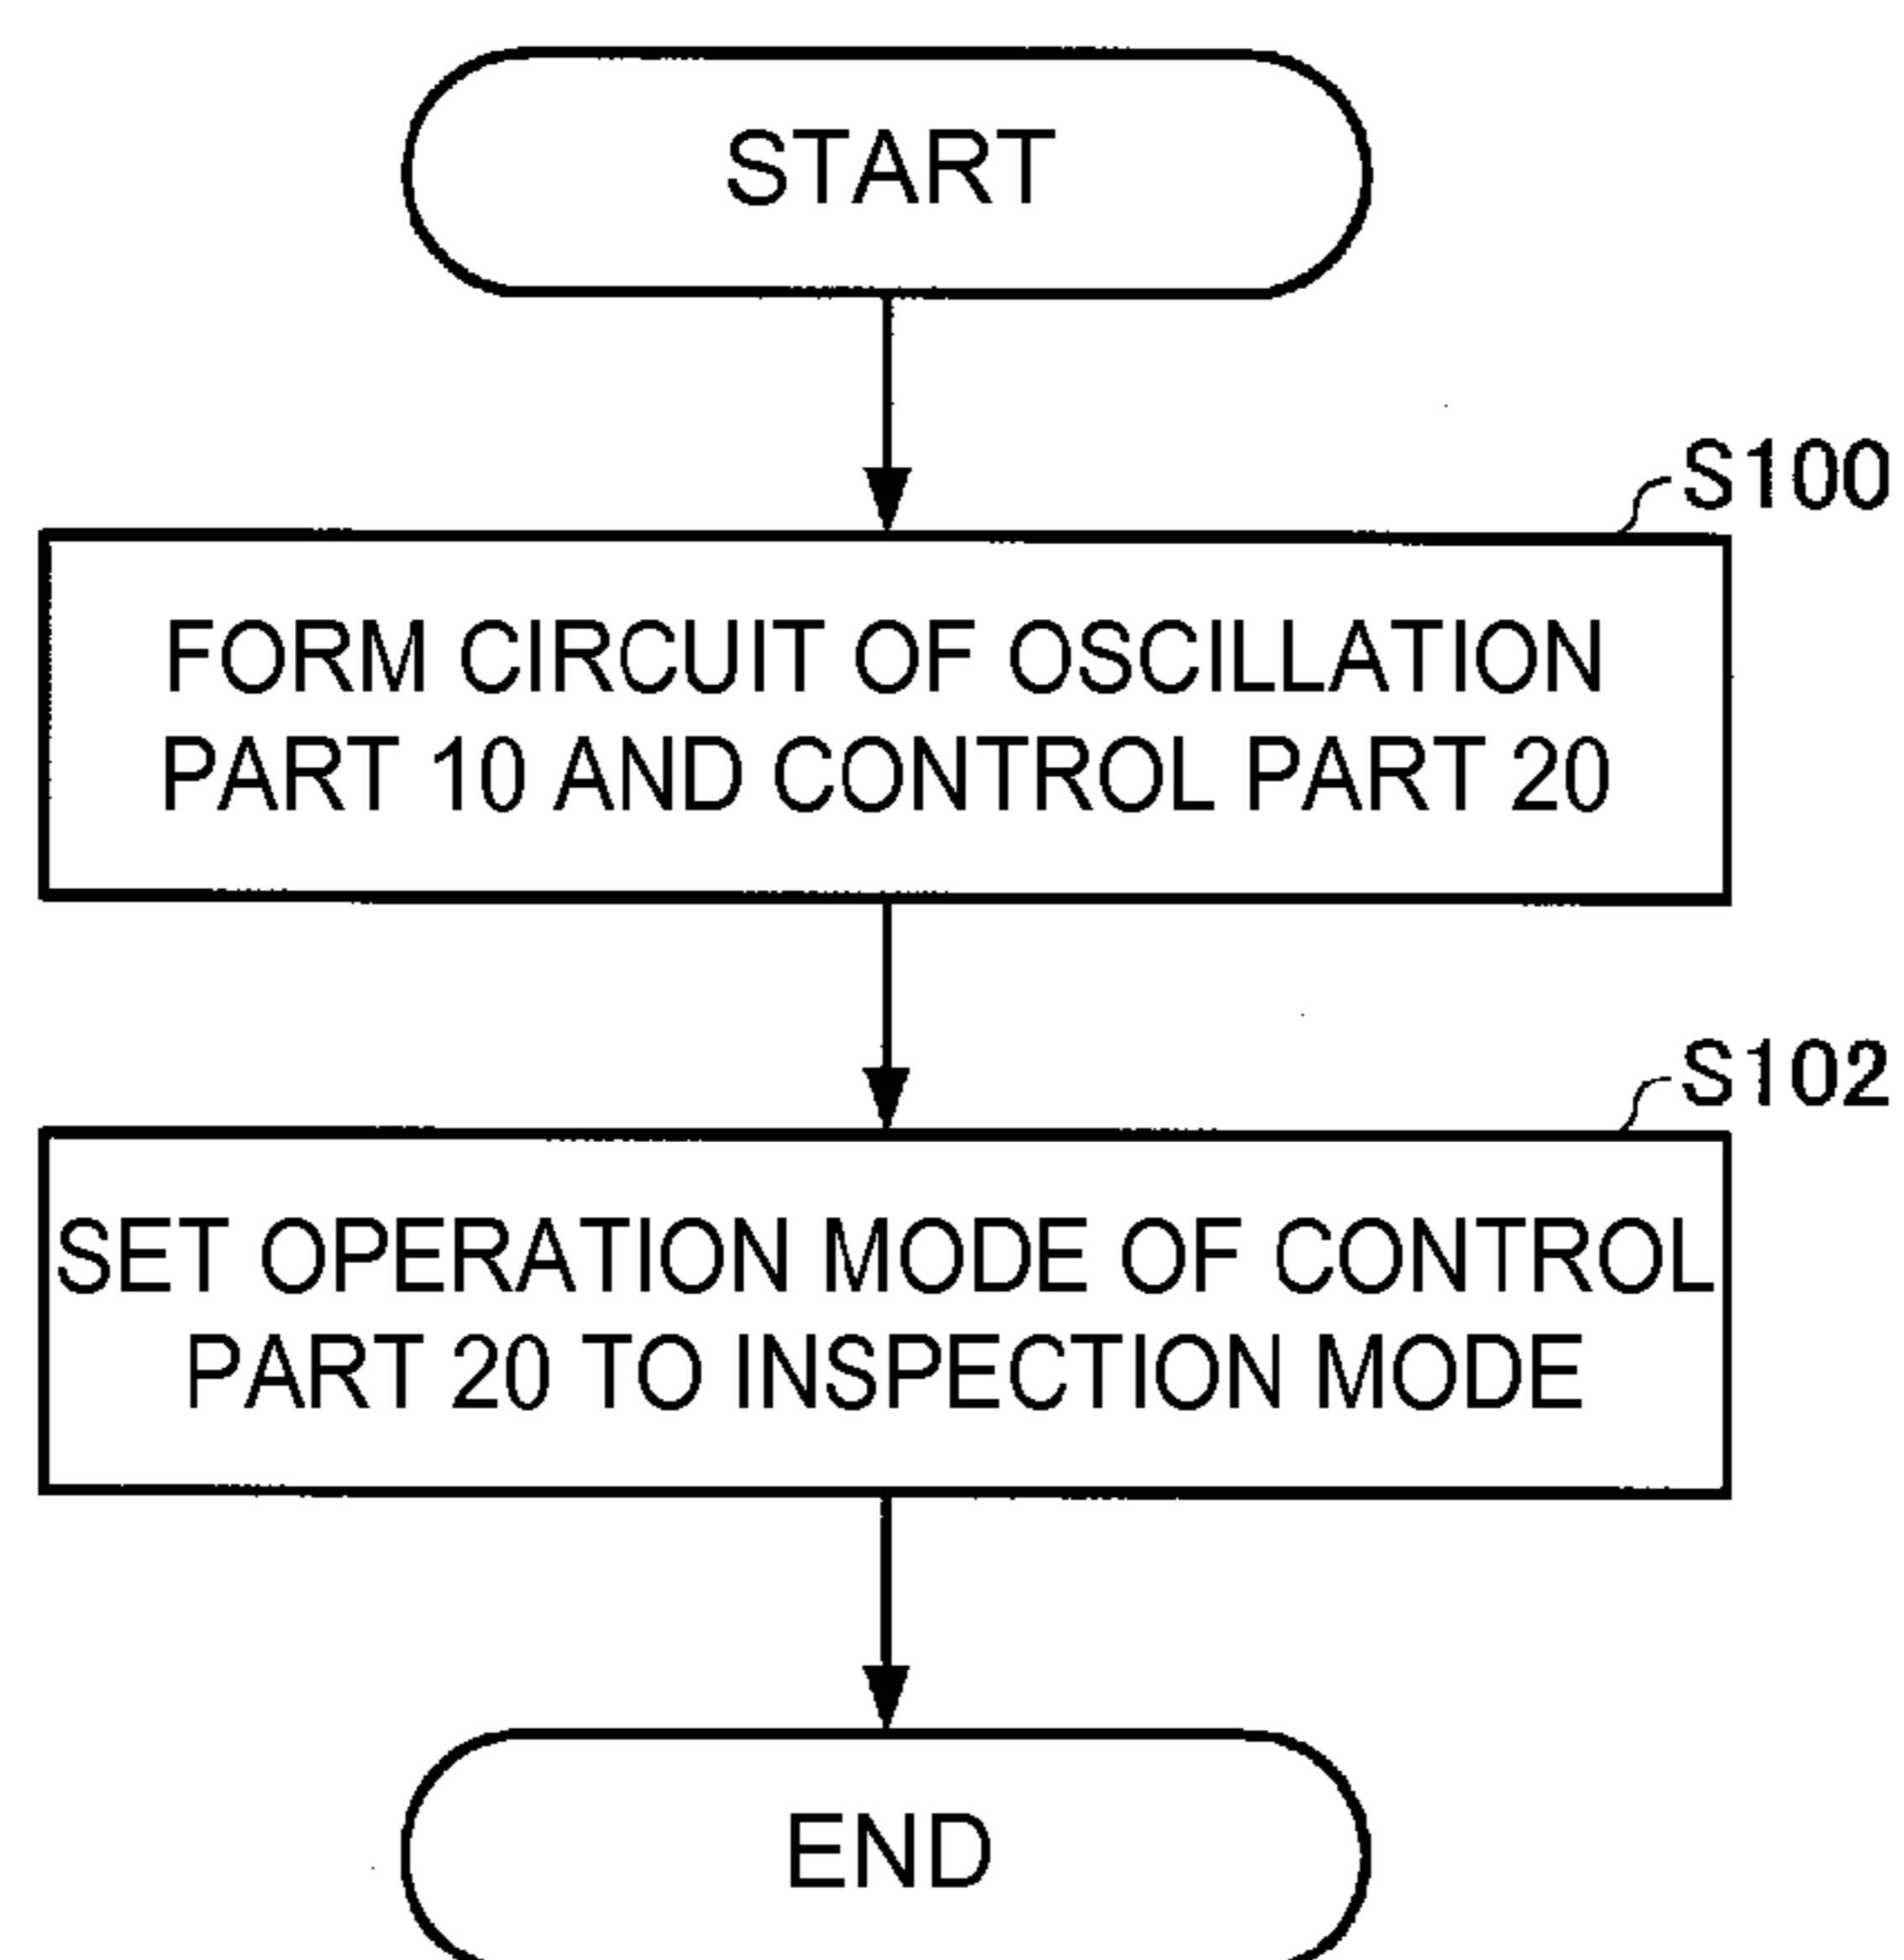 START
S100
FORM CIRCUIT OF OSCILLATION
PART 10 AND CONTROL PART 20
S102
SET OPERATION MODE OF CONTROL
PART 20 TO INSPECTION MODE
END